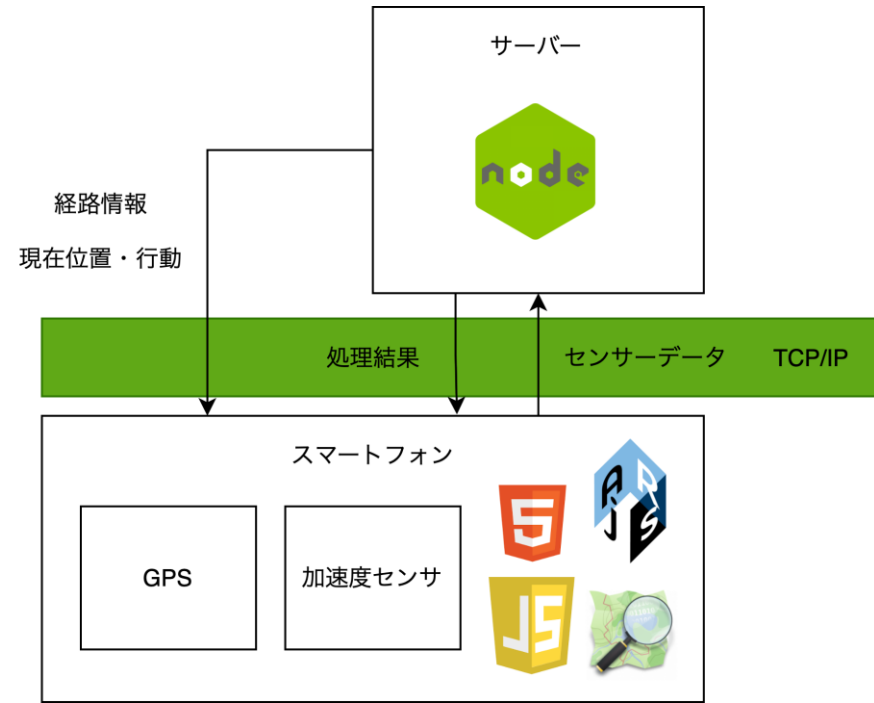 サーバー
node
経路情報
現在位置・行動
処理結果 センサーデータ TCP/IP
スマートフォン
AR
JS
5
GPS
加速度センサ
JS